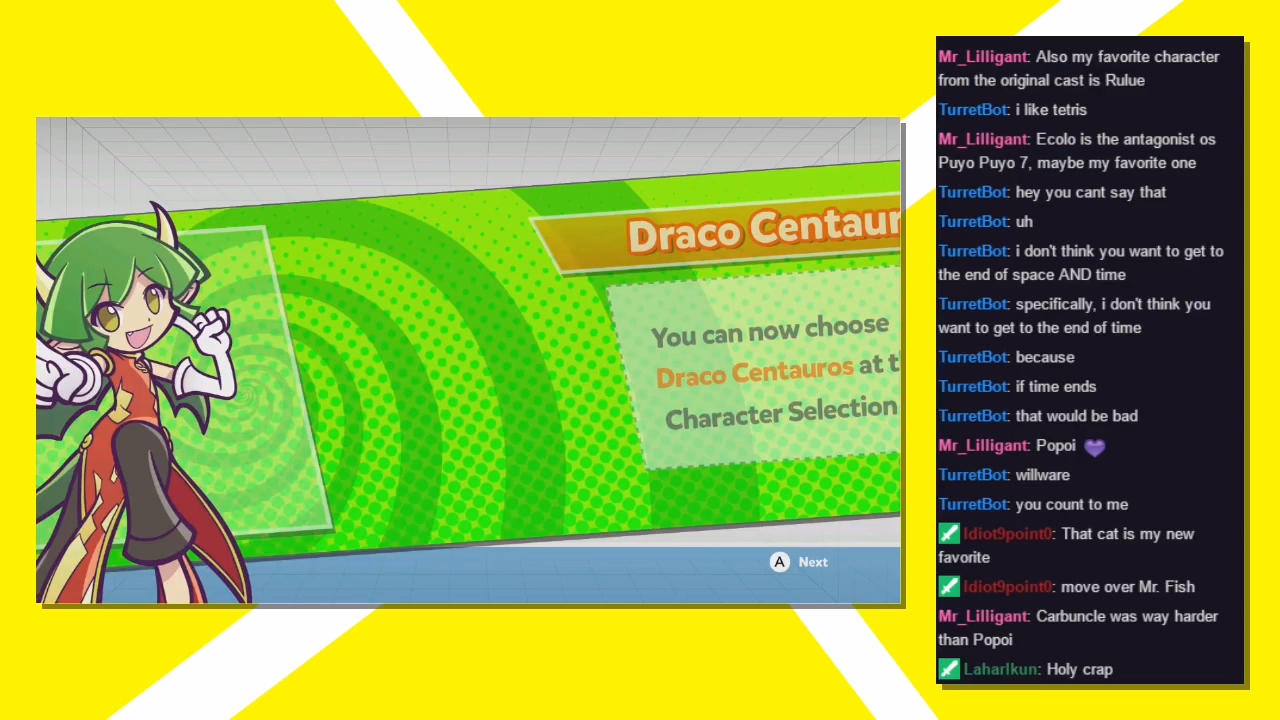 Draco Centaur
You can now choose
Draco Centauros at t
Character Selection
A Next
Mr_Lilligant: Also my favorite character
from the original cast is Rulue
TurretBot: i like tetris
Mr_Lilligant: Ecolo is the antagonist os
Puyo Puyo 7, maybe my favorite one
TurretBot: hey you cant say that
TurretBot: uh
TurretBot: i don't think you want to get to
the end of space AND time
TurretBot: specifically, i don't think you
want to get to the end of time
TurretBot: because
TurretBot: if time ends
TurretBot: that would be bad
Mr_Lilligant: Popoi
TurretBot: willware
TurretBot: you count to me
Idiot9point0: That cat is my new
favorite
Idiot9point0: move over Mr. Fish
Mr_Lilligant: Carbuncle was way harder
than Popoi
Laharlkun: Holy crap